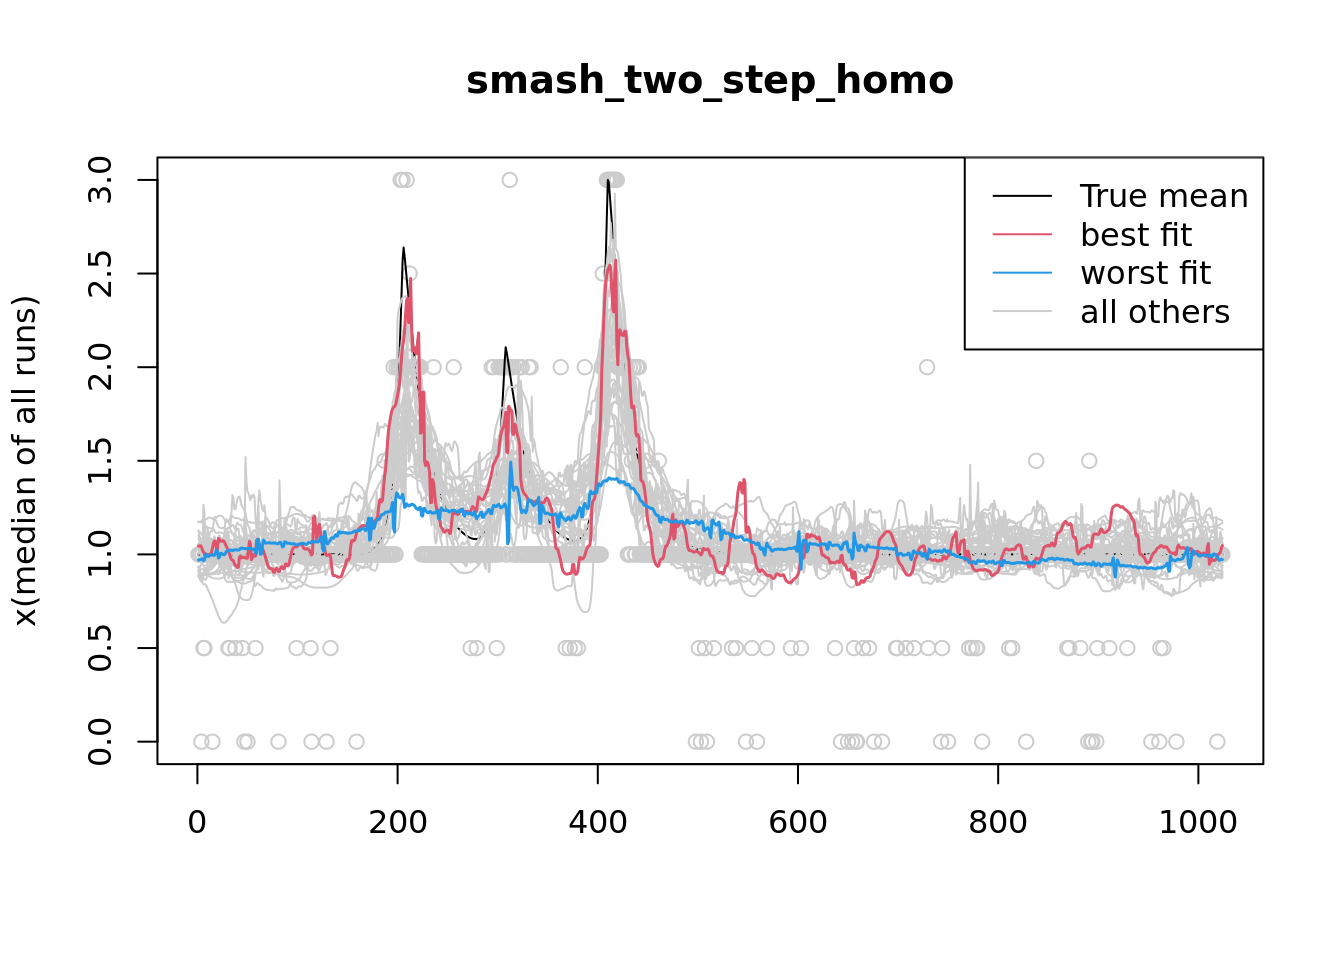 smash_two_step_homo
x(median of all runs)
3.0
2.5
2.0
1.5
1.0
0.5
0.0
True mean
best fit
worst fit
all others
0 200 400 600 800 1000